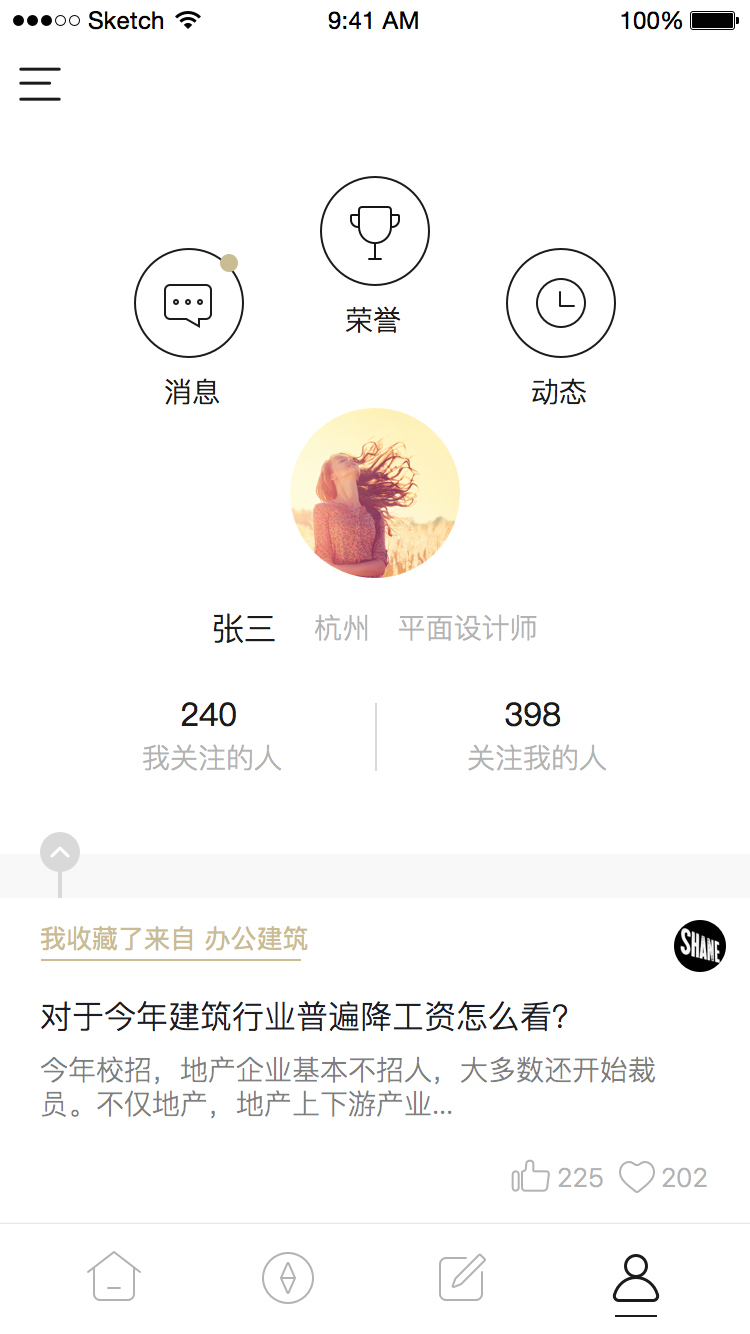 Sketch 9:41 AM 100%
荣誉
消息 动态
张三 杭州 平面设计师
240 398
我关注的人 关注我的人
我收藏了来自 办公建筑
SHANE
对于今年建筑行业普遍降工资怎么看?
今年校招，地产企业基本不招人，大多数还开始裁
员。不仅地产，地产上下游产业...
225 202